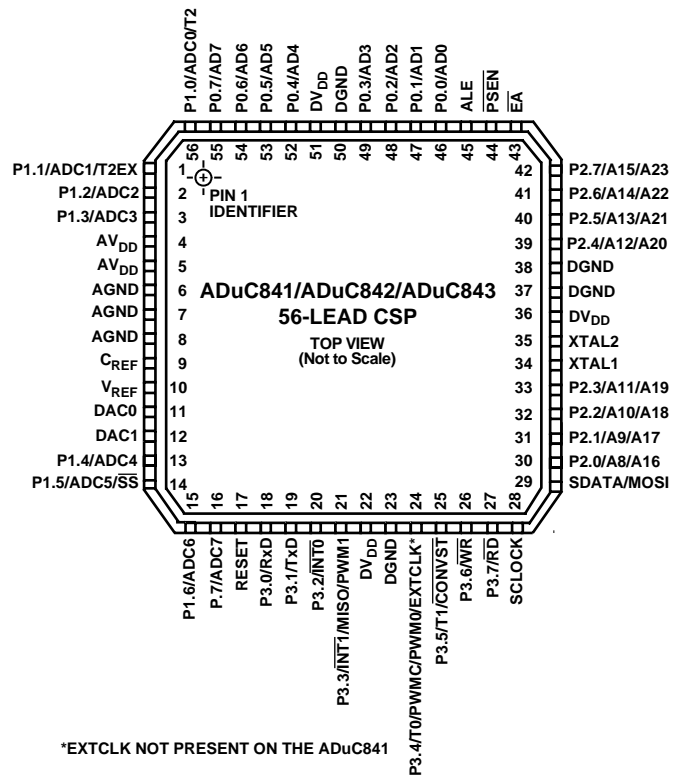 P1.0/ADC0/T2
P0.7/AD7
P0.6/AD6
P0.5/AD5
P0.4/AD4
DVDD
DGND
P0.3/AD3
P0.2/AD2
P0.1/AD1
P0.0/AD0
ALE
PSEN
EA
56
55
54
53
52
51
50
49
48
47
46
45
44
43
P1.1/ADC1/T2EX 1
P1.2/ADC2 2
P1.3/ADC3 3
AVDD 4
AVDD 5
AGND 6
AGND 7
AGND 8
CREF 9
VREF 10
DAC0 11
DAC1 12
P1.4/ADC4 13
P1.5/ADC5/SS 14
PIN 1
IDENTIFIER
ADuC841/ADuC842/ADuC843
56-LEAD CSP
TOP VIEW
(Not to Scale)
42 P2.7/A15/A23
41 P2.6/A14/A22
40 P2.5/A13/A21
39 P2.4/A12/A20
38 DGND
37 DGND
36 DVDD
35 XTAL2
34 XTAL1
33 P2.3/A11/A19
32 P2.2/A10/A18
31 P2.1/A9/A17
30 P2.0/A8/A16
29 SDATA/MOSI
15
16
17
18
19
20
21
22
23
24
25
26
27
28
P1.6/ADC6
P.7/ADC7
RESET
P3.0/RxD
P3.1/TxD
P3.2/INT0
P3.3/INT1/MISO/PWM1
DVDD
DGND
P3.4/T0/PWMC/PWM0/EXTCLK*
P3.5/T1/CONVST
P3.6/WR
P3.7/RD
SCLOCK
*EXTCLK NOT PRESENT ON THE ADuC841